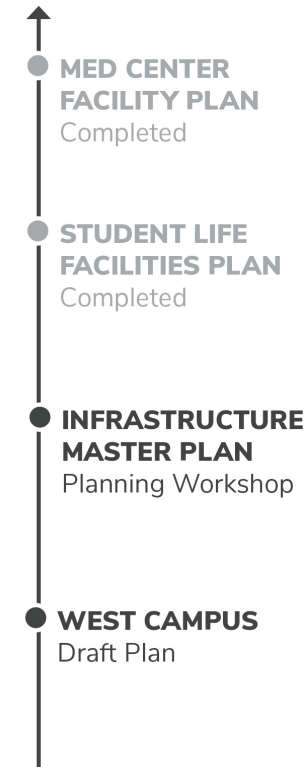 MED CENTER
FACILITY PLAN
Completed
STUDENT LIFE
FACILITIES PLAN
Completed
INFRASTRUCTURE
MASTER PLAN
Planning Workshop
WEST CAMPUS
Draft Plan